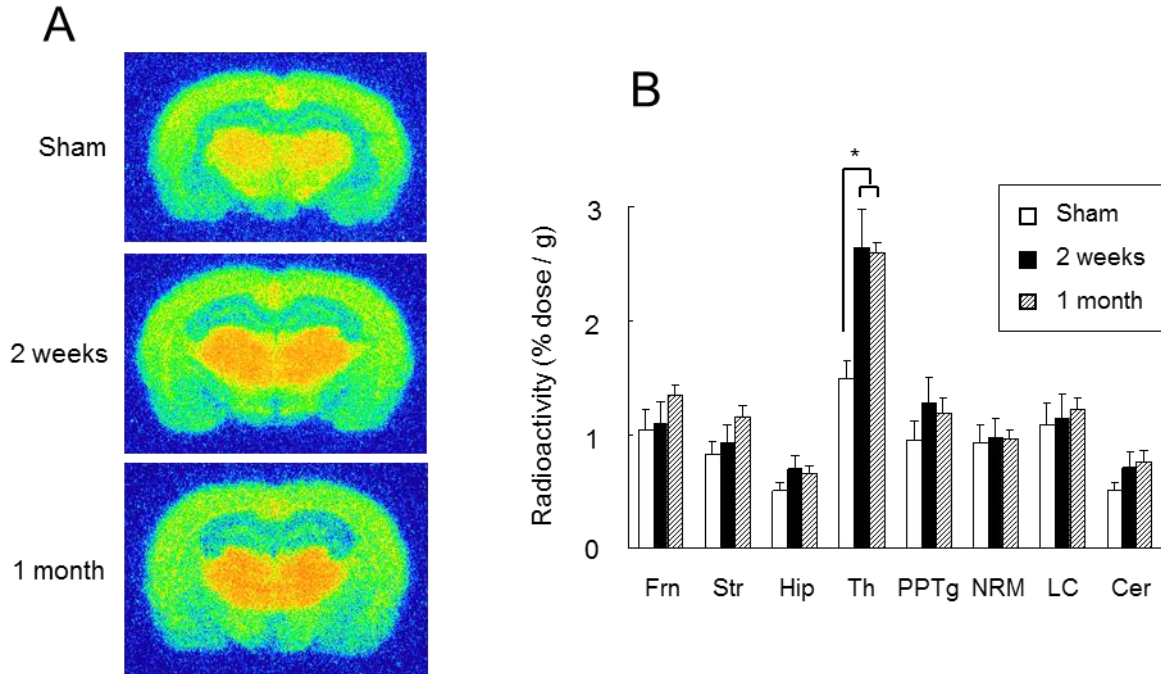 A
Sham
2 weeks
1 month
B
Radioactivity (% dose / g)
3
2
1
0
*
Sham
2 weeks
1 month
Frn Str Hip Th PPTg NRM LC Cer